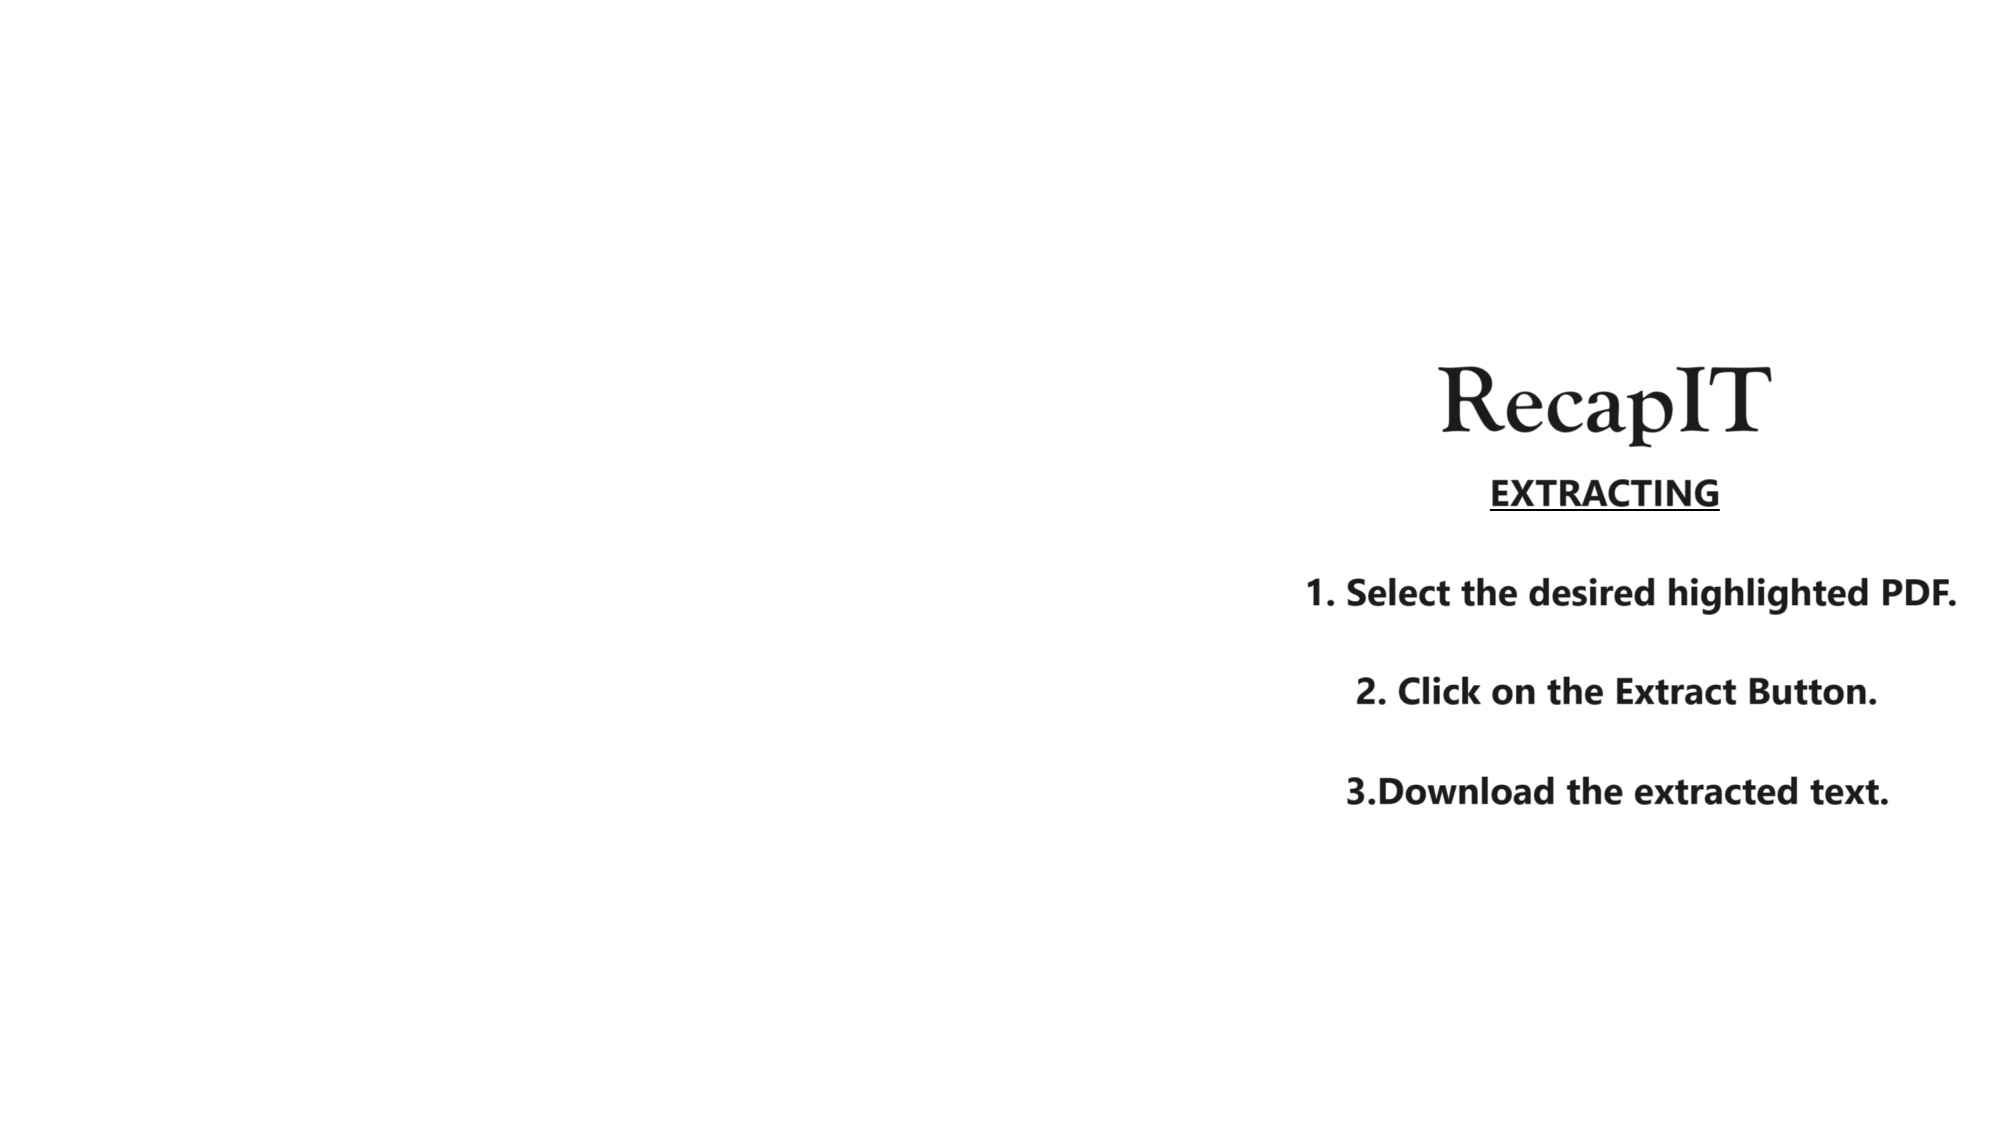 RecapIT
EXTRACTING
1. Select the desired highlighted PDF.
2. Click on the Extract Button.
3.Download the extracted text.